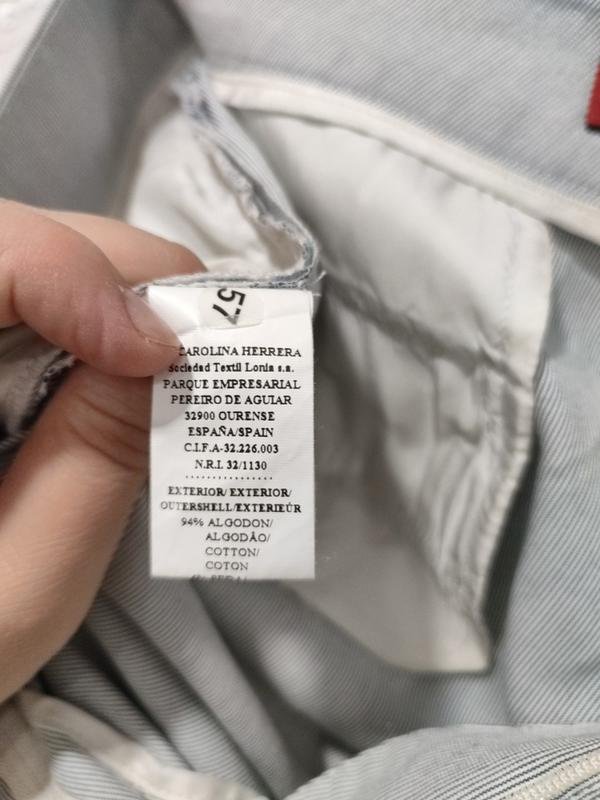 57
CAROLINA HERRERA
Sociedad Textil Lonia s.a.
PARQUE EMPRESARIAL
PEREIRO DE AGUIAR
32900 OURENSE
ESPAÑA/SPAIN
C.I.F.A-32.226.003
N.R.I. 32/1130
EXTERIOR/EXTERIOR/
OUTERSHELL/EXTERIEÚR
94% ALGODON/
ALGODÃO/
COTTON/
COTON